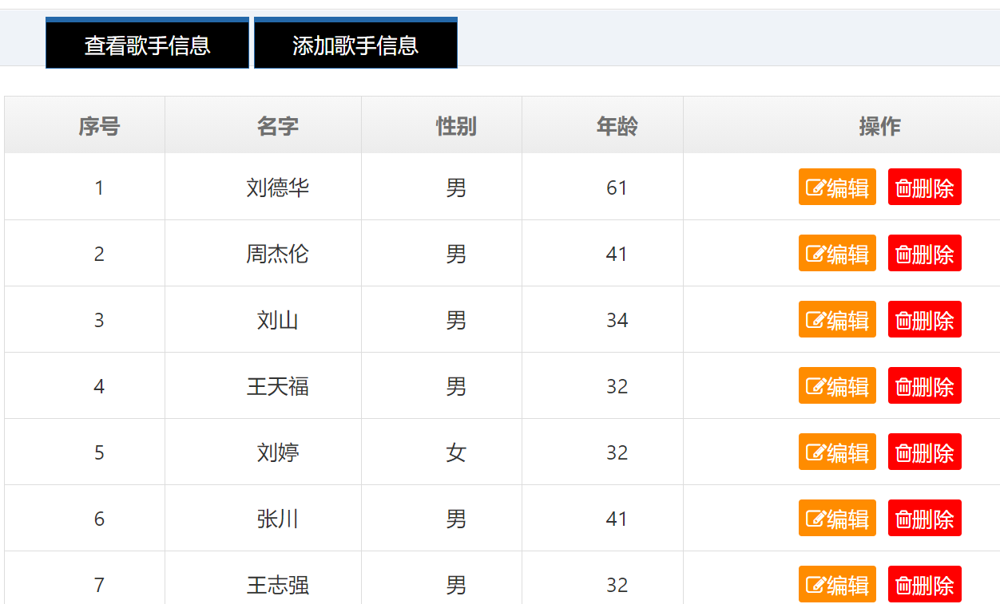 查看歌手信息 添加歌手信息
序号 名字 性别 年龄 操作
1 刘德华 男 61 编辑 删除
2 周杰伦 男 41 编辑 删除
3 刘山 男 34 编辑 删除
4 王天福 男 32 编辑 删除
5 刘婷 女 32 编辑 删除
6 张川 男 41 编辑 删除
7 王志强 男 32 编辑 删除